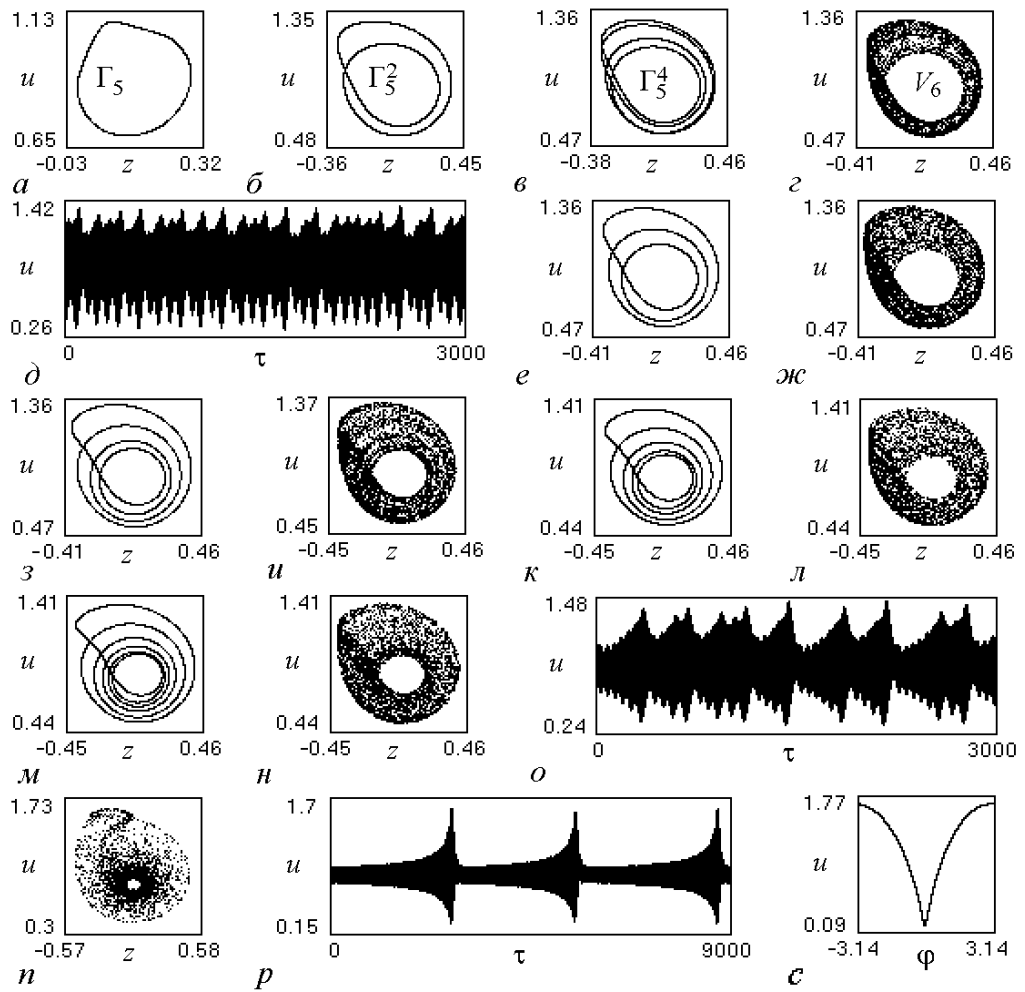 1.13
u
Γ₅
0.65
-0.03 z 0.32
а
1.35
u
Γ₅²
0.48
-0.36 z 0.45
б
1.36
u
Γ₅⁴
0.47
-0.38 z 0.46
в
1.36
u
V₆
0.47
-0.41 z 0.46
г
1.42
u
0.26
0 τ 3000
д
1.36
u
0.47
-0.41 z 0.46
е
1.36
u
0.47
-0.41 z 0.46
ж
1.36
u
0.47
-0.41 z 0.46
з
1.37
u
0.45
-0.45 z 0.46
и
1.41
u
0.44
-0.45 z 0.46
к
1.41
u
0.44
-0.45 z 0.46
л
1.41
u
0.44
-0.45 z 0.46
м
1.41
u
0.44
-0.45 z 0.46
н
1.48
u
0.24
0 τ 3000
о
1.73
u
0.3
-0.57 z 0.58
п
1.7
u
0.15
0 τ 9000
р
1.77
u
0.09
-3.14 φ 3.14
с